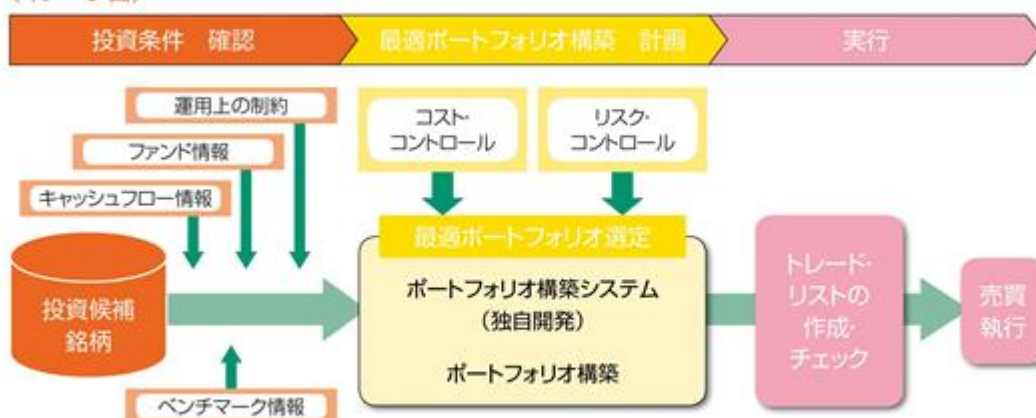 投資条件 確認
最適ポートフォリオ構築 計画
実行
運用上の制約
ファンド情報
キャッシュフロー情報
コスト・
コントロール
リスク・
コントロール
投資候補
銘柄
最適ポートフォリオ選定
ポートフォリオ構築システム
（独自開発）
ポートフォリオ構築
トレード・
リストの
作成・
チェック
売買
執行
ベンチマーク情報